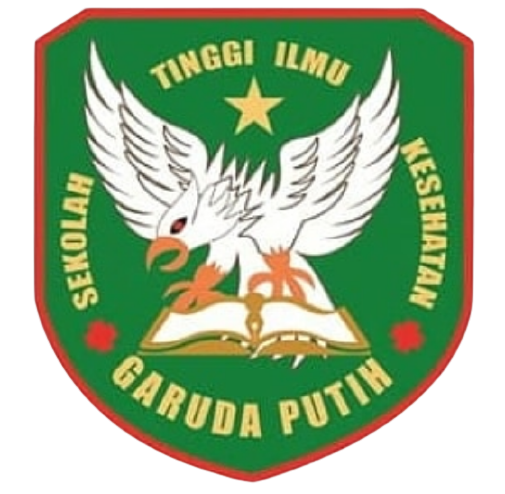 SEKOLAH
TINGGI ILMU
KESEHATAN
GARUDA PUTIH